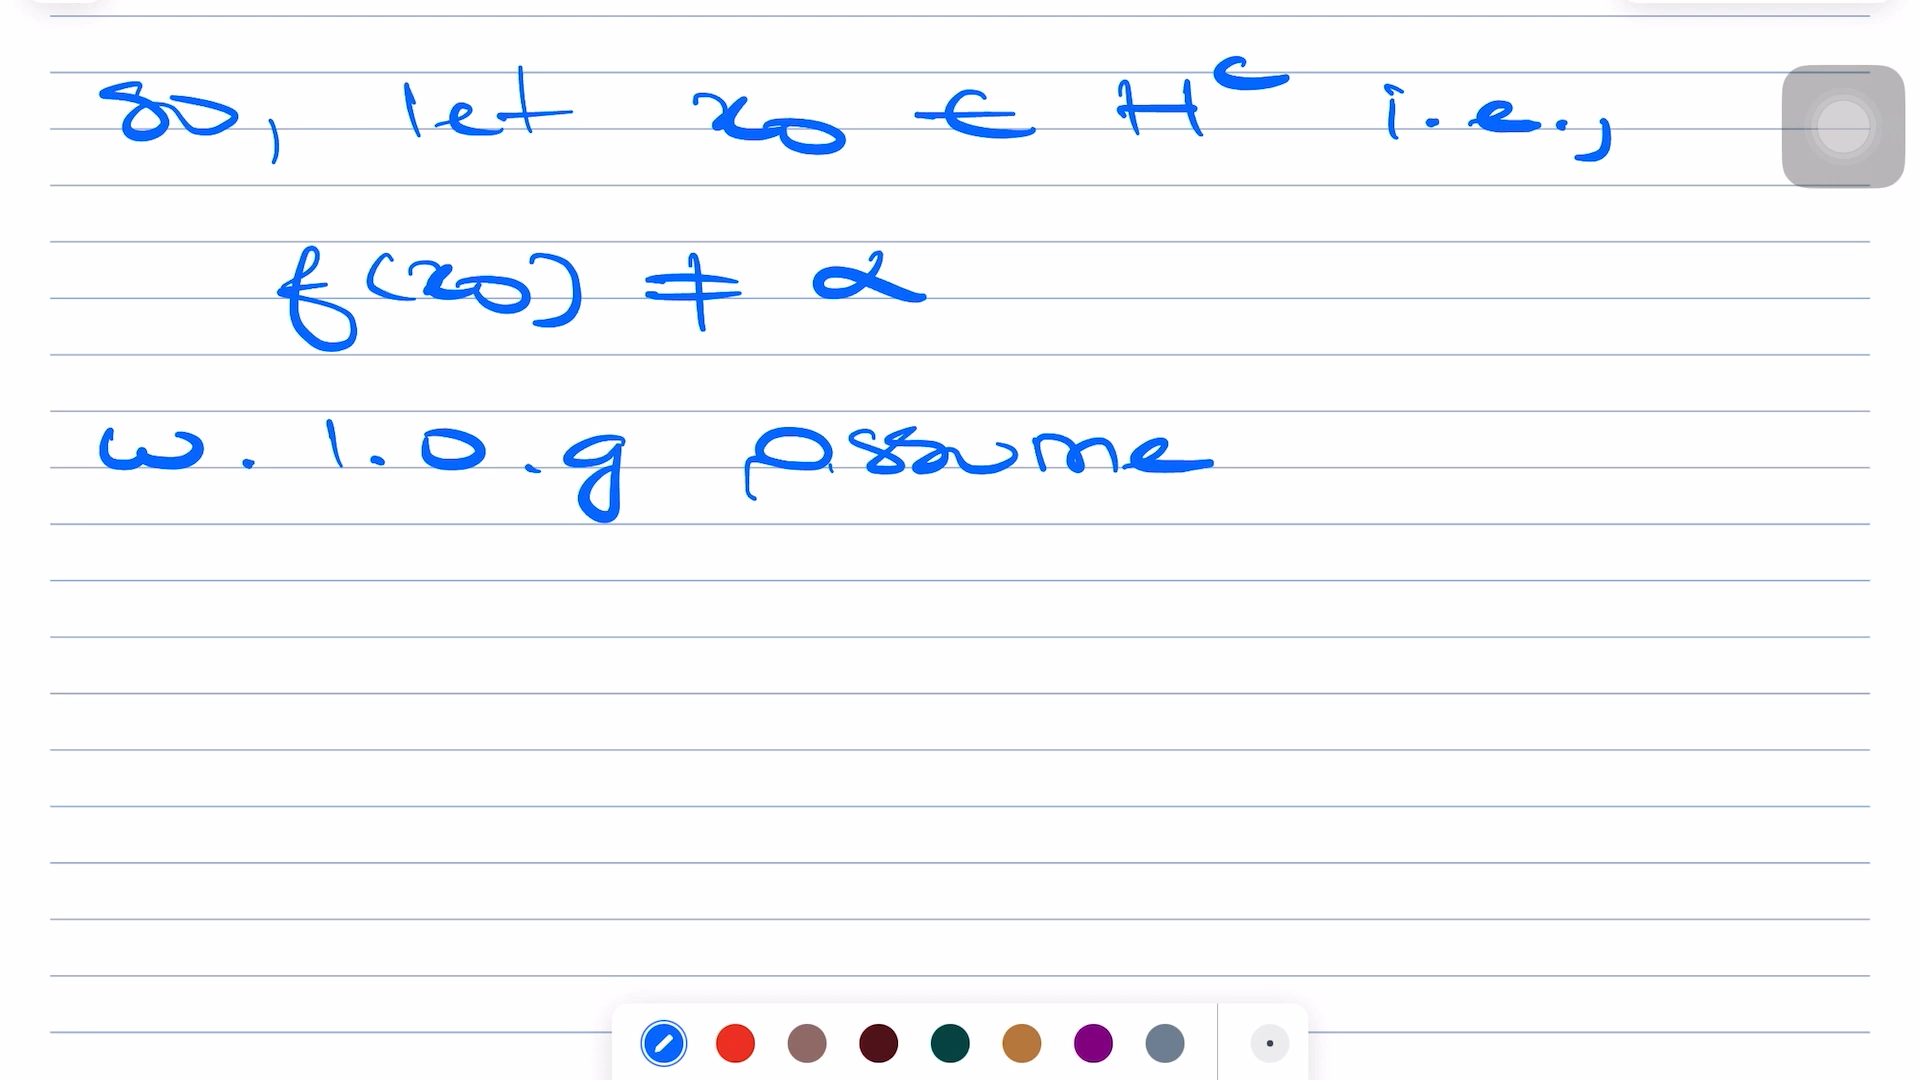 So, let x₀ ∈ Hᶜ i.e.,
f(x₀) ≠ α
w.l.o.g assume